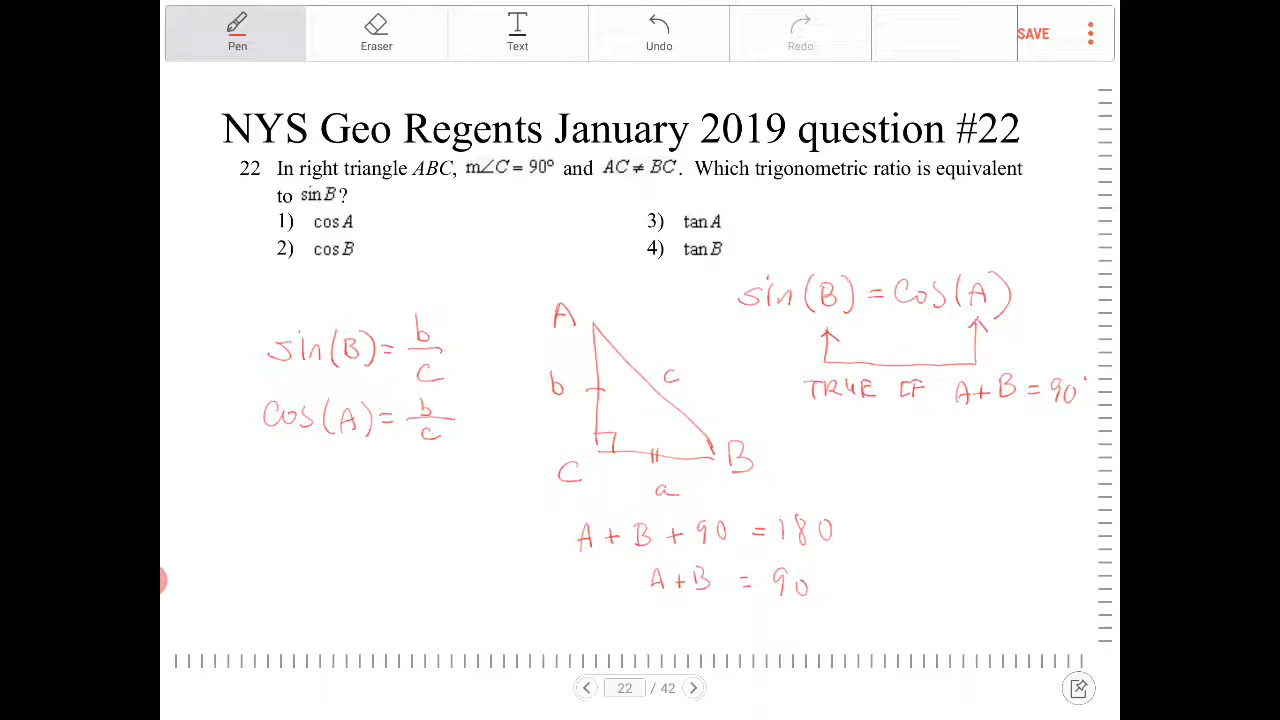 Pen Eraser Text Undo Redo SAVE
NYS Geo Regents January 2019 question #22
22 In right triangle ABC, m∠C = 90° and AC ≠ BC. Which trigonometric ratio is equivalent
to sin B?
1) cos A
3) tan A
2) cos B
4) tan B
sin(B) = cos(A)
TRUE IF A+B = 90°
sin(B) = b/c
cos(A) = b/c
A
b
c
C
B
a
A + B + 90 = 180
A+B = 90
22 / 42